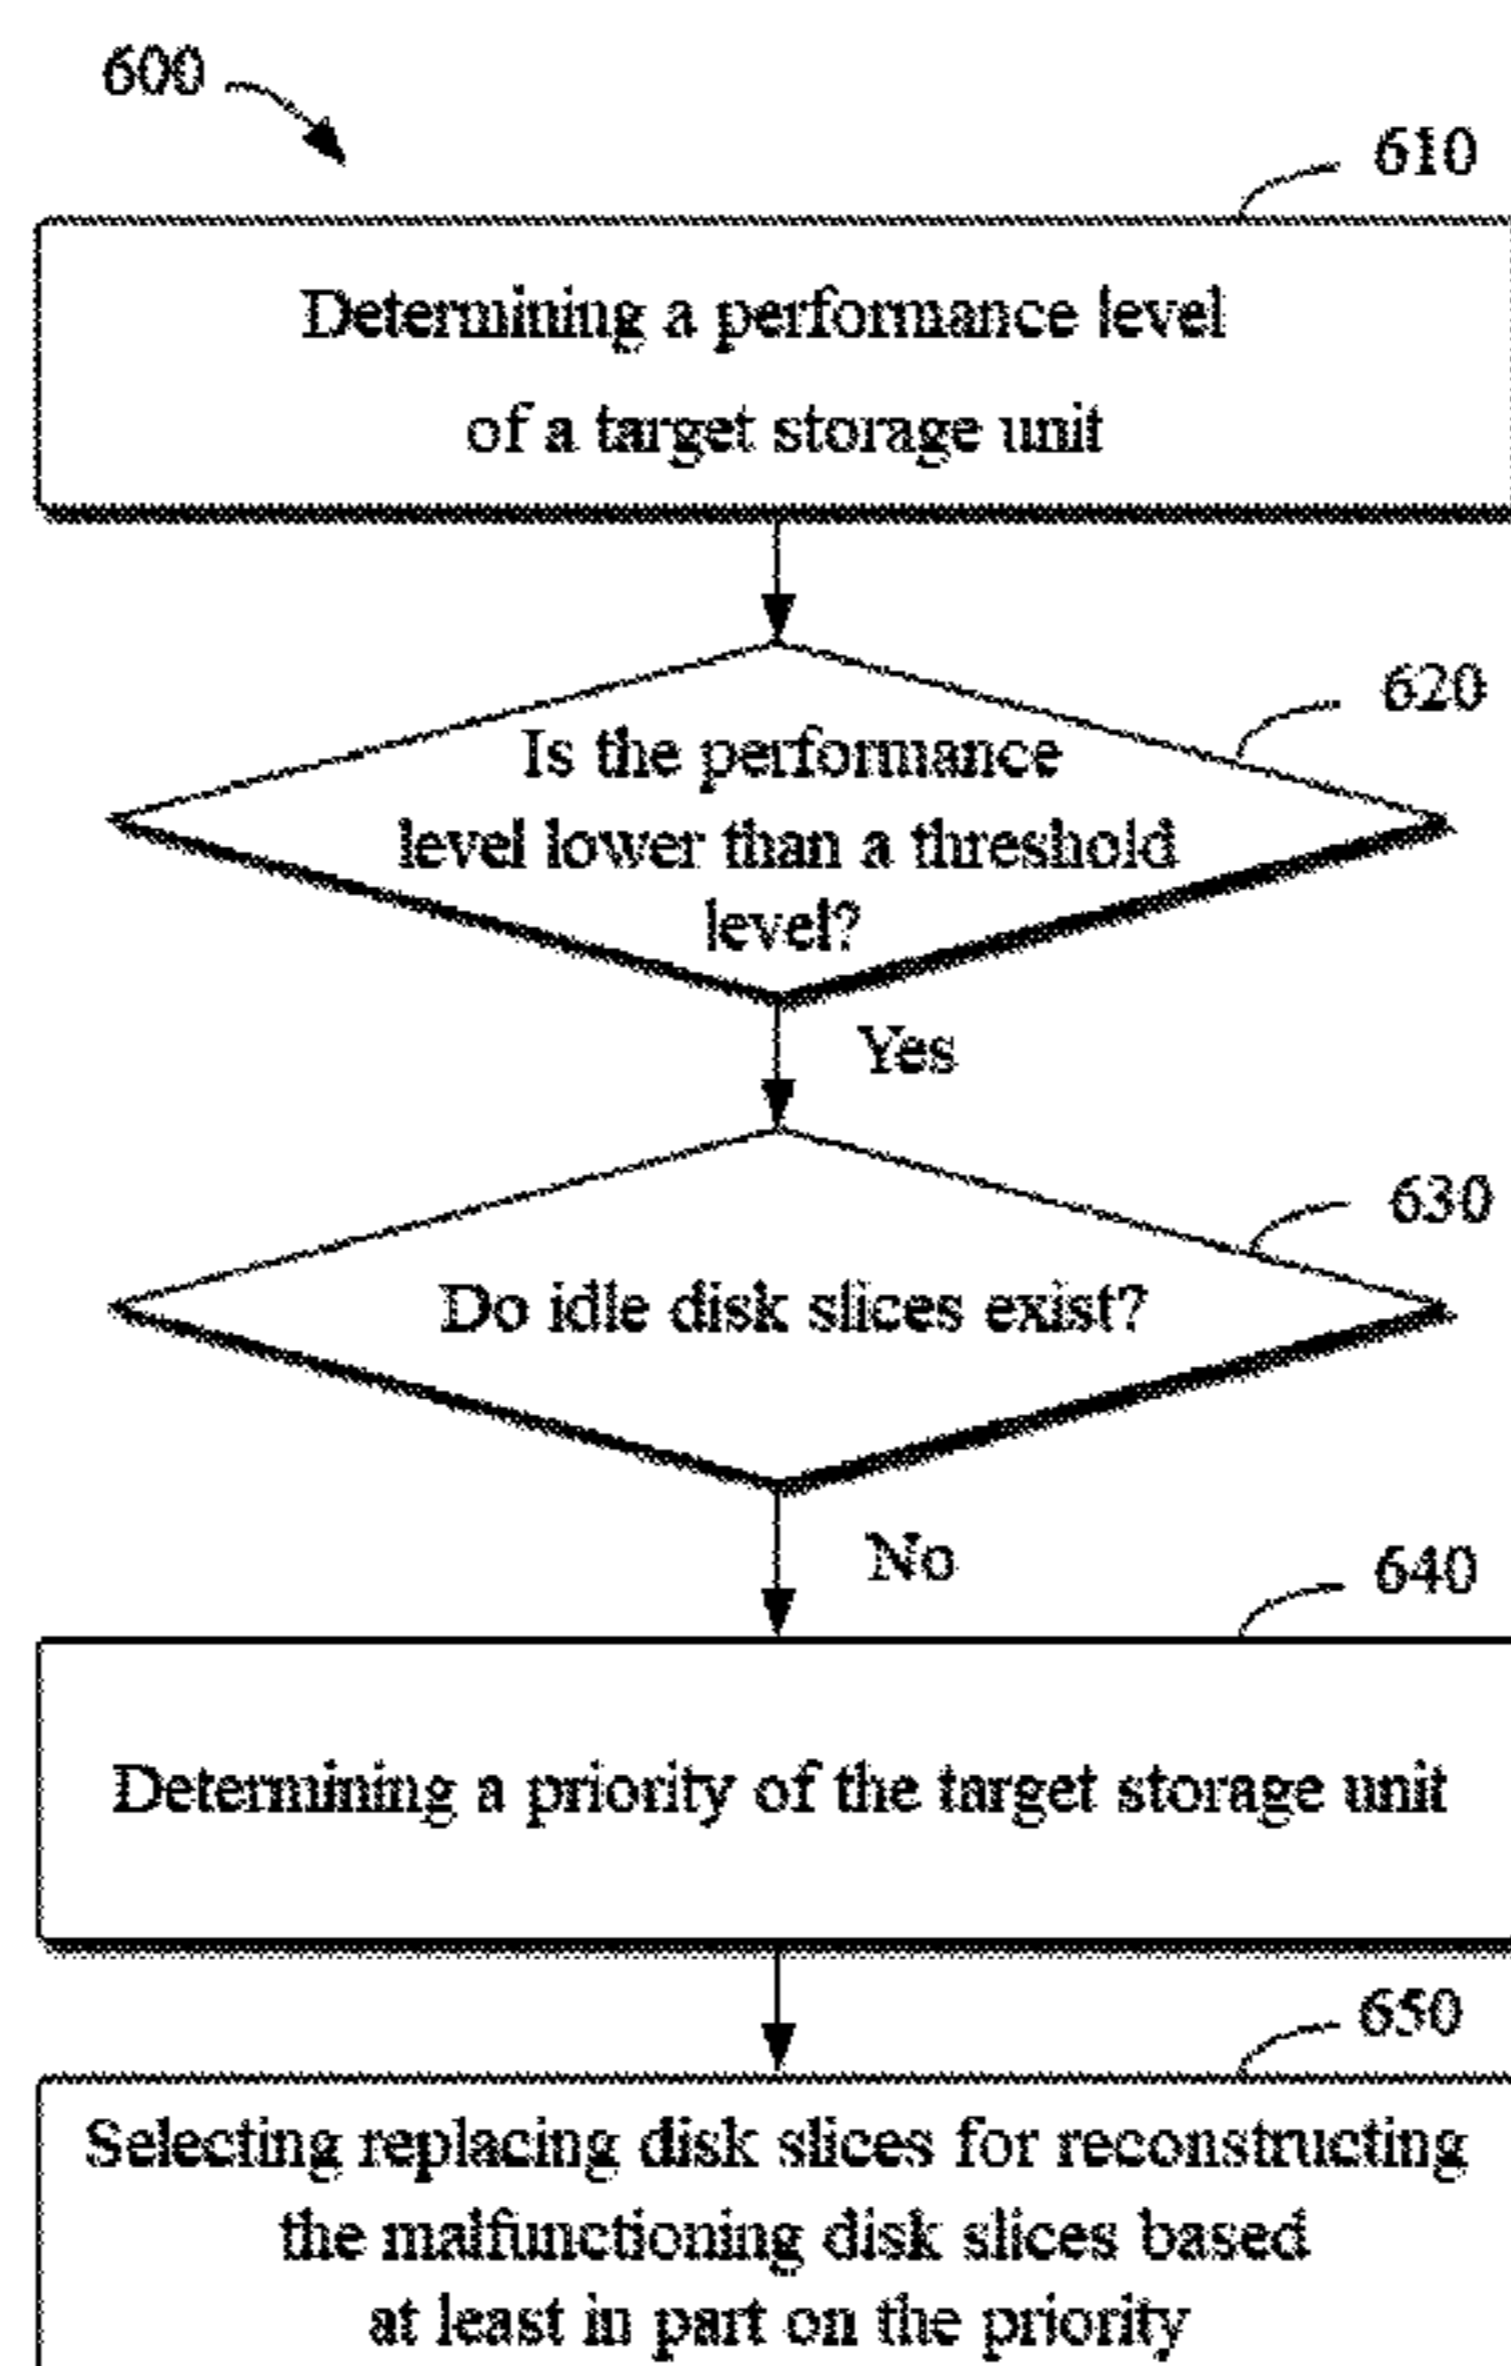 600
610
Determining a performance level
of a target storage unit
620
Is the performance
level lower than a threshold
level?
Yes
630
Do idle disk slices exist?
No
640
Determining a priority of the target storage unit
650
Selecting replacing disk slices for reconstructing
the malfunctioning disk slices based
at least in part on the priority